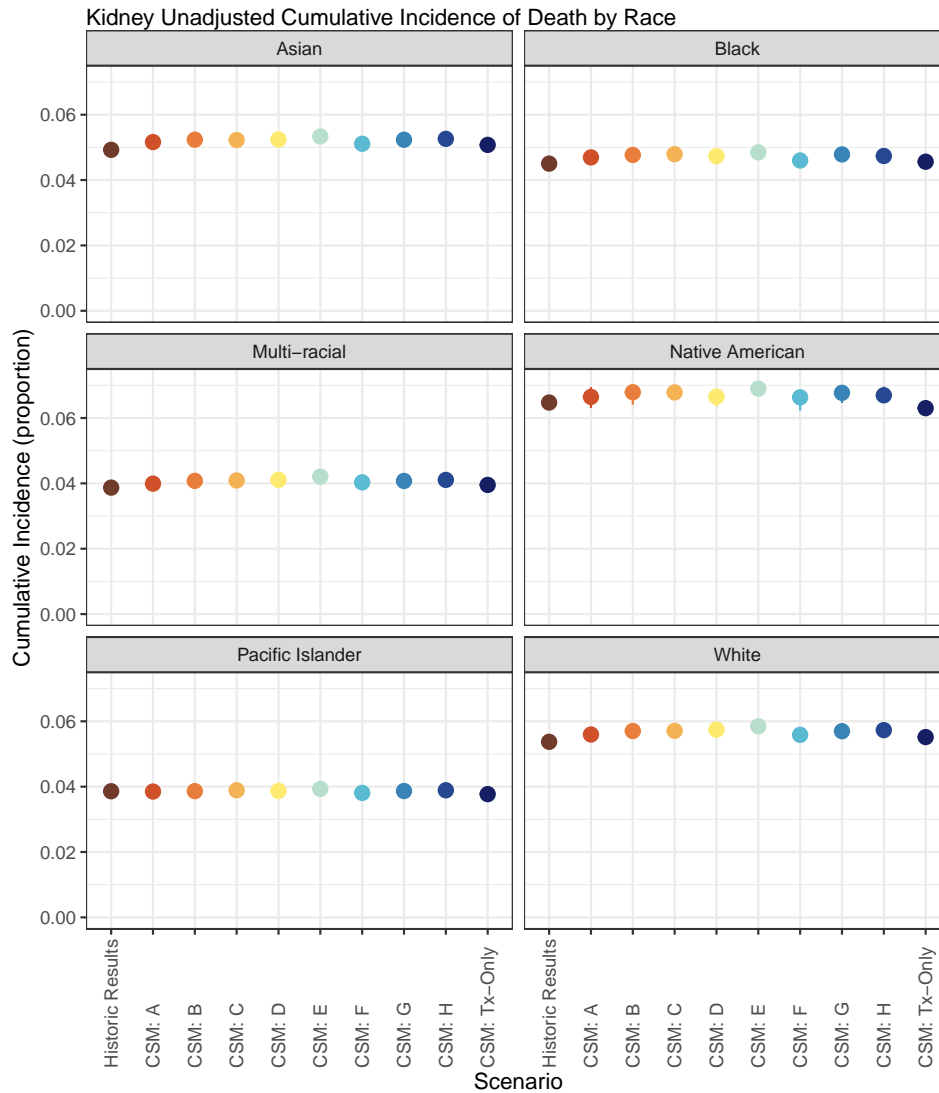 Kidney Unadjusted Cumulative Incidence of Death by Race
Asian
Black
0.06
0.04
0.02
0.00
Multi−racial
Native American
0.06
0.04
0.02
0.00
Pacific Islander
White
0.06
0.04
0.02
0.00
Cumulative Incidence (proportion)
Historic Results
CSM: A
CSM: B
CSM: C
CSM: D
CSM: E
CSM: F
CSM: G
CSM: H
CSM: Tx−Only
Historic Results
CSM: A
CSM: B
CSM: C
CSM: D
CSM: E
CSM: F
CSM: G
CSM: H
CSM: Tx−Only
Scenario